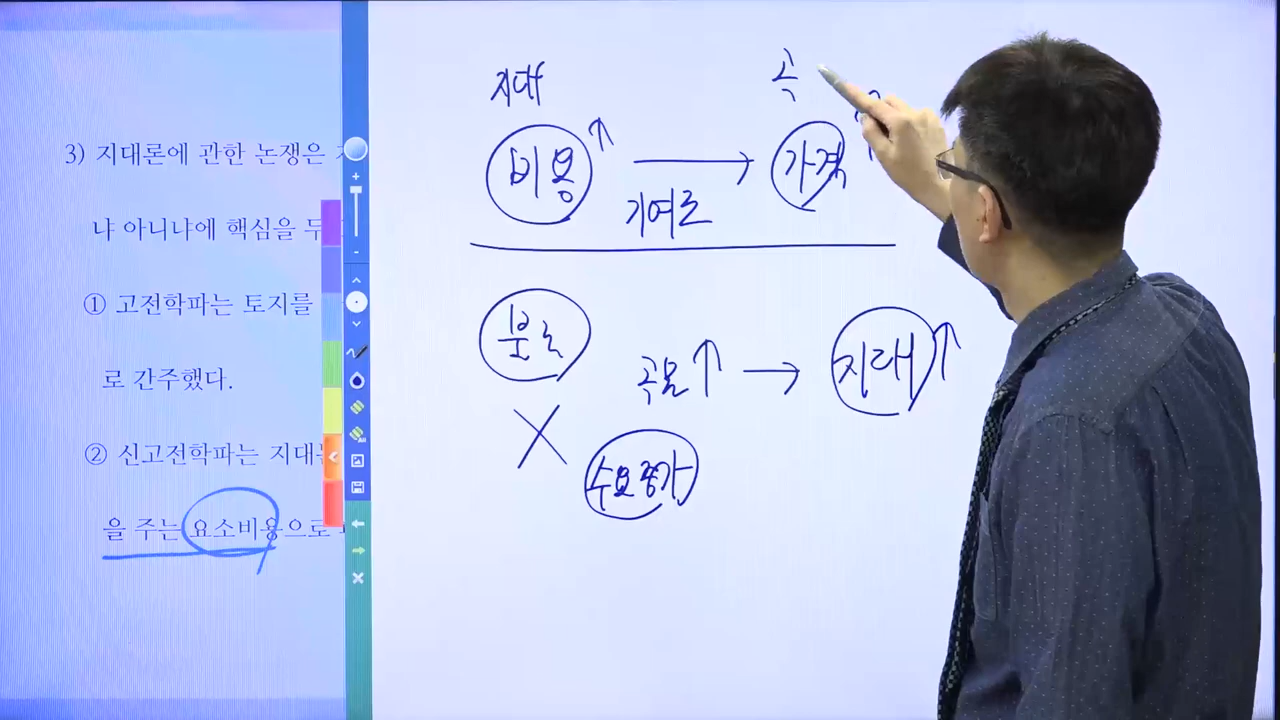 3) 지대론에 관한 논쟁은
냐 아니냐에 핵심을 두
① 고전학파는 토지를
로 간주했다.
② 신고전학파는 지대
을 주는 요소비용으로
지대
곡
비용 ↑ → 가격
기여로
곡물 ↑ → 지대 ↑
수요증가